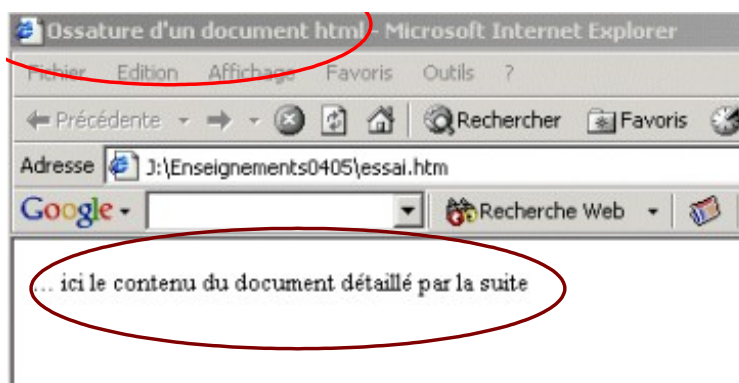 Ossature d'un document html - Microsoft Internet Explorer
Fichier Edition Affichage Favoris Outils ?
Précédente Rechercher Favoris
Adresse J:\Enseignements0405\essai.htm
Google Recherche Web
... ici le contenu du document détaillé par la suite